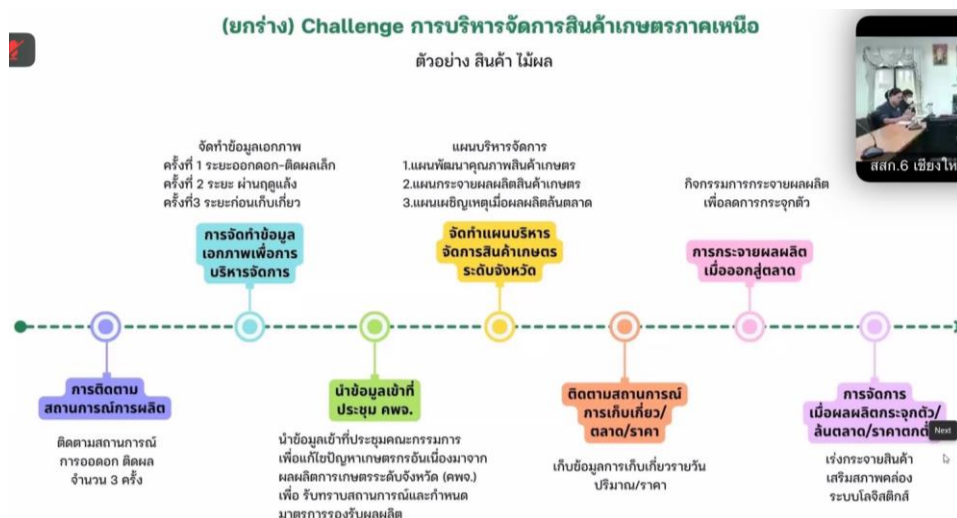 (ยกร่าง) Challenge การบริหารจัดการสินค้าเกษตรภาคเหนือ
ตัวอย่าง สินค้า ไม้ผล
สสก.6 เชียงให
จัดทำข้อมูลเอกภาพ
ครั้งที่ 1 ระยะออกดอก-ติดผลเล็ก
ครั้งที่ 2 ระยะ ผ่านฤดูแล้ง
ครั้งที่3 ระยะก่อนเก็บเกี่ยว
การจัดทำข้อมูล
เอกภาพเพื่อการ
บริหารจัดการ
แผนบริหารจัดการ
1.แผนพัฒนาคุณภาพสินค้าเกษตร
2.แผนกระจายผลผลิตสินค้าเกษตร
3.แผนเผชิญเหตุเมื่อผลผลิตล้นตลาด
จัดทำแผนบริหาร
จัดการสินค้าเกษตร
ระดับจังหวัด
กิจกรรมการกระจายผลผลิต
เพื่อลดการกระจุกตัว
การกระจายผลผลิต
เมื่อออกสู่ตลาด
การติดตาม
สถานการณ์การผลิต
ติดตามสถานการณ์
การออดอก ติดผล
จำนวน 3 ครั้ง
นำข้อมูลเข้าที่
ประชุม คพจ.
นำข้อมูลเข้าที่ประชุมคณะกรรมการ
เพื่อแก้ไขปัญหาเกษตรกรอันเนื่องมาจาก
ผลผลิตการเกษตรระดับจังหวัด (คพจ.)
เพื่อ รับทราบสถานการณ์และกำหนด
มาตรการรองรับผลผลิต
ติดตามสถานการณ์
การเก็บเกี่ยว/
ตลาด/ราคา
เก็บข้อมูลการเก็บเกี่ยวรายวัน
ปริมาณ/ราคา
การจัดการ
เมื่อผลผลิตกระจุกตัว/
ล้นตลาด/ราคาตกต่ำ
Next
เร่งกระจายสินค้า
เสริมสภาพคล่อง
ระบบโลจิสติกส์